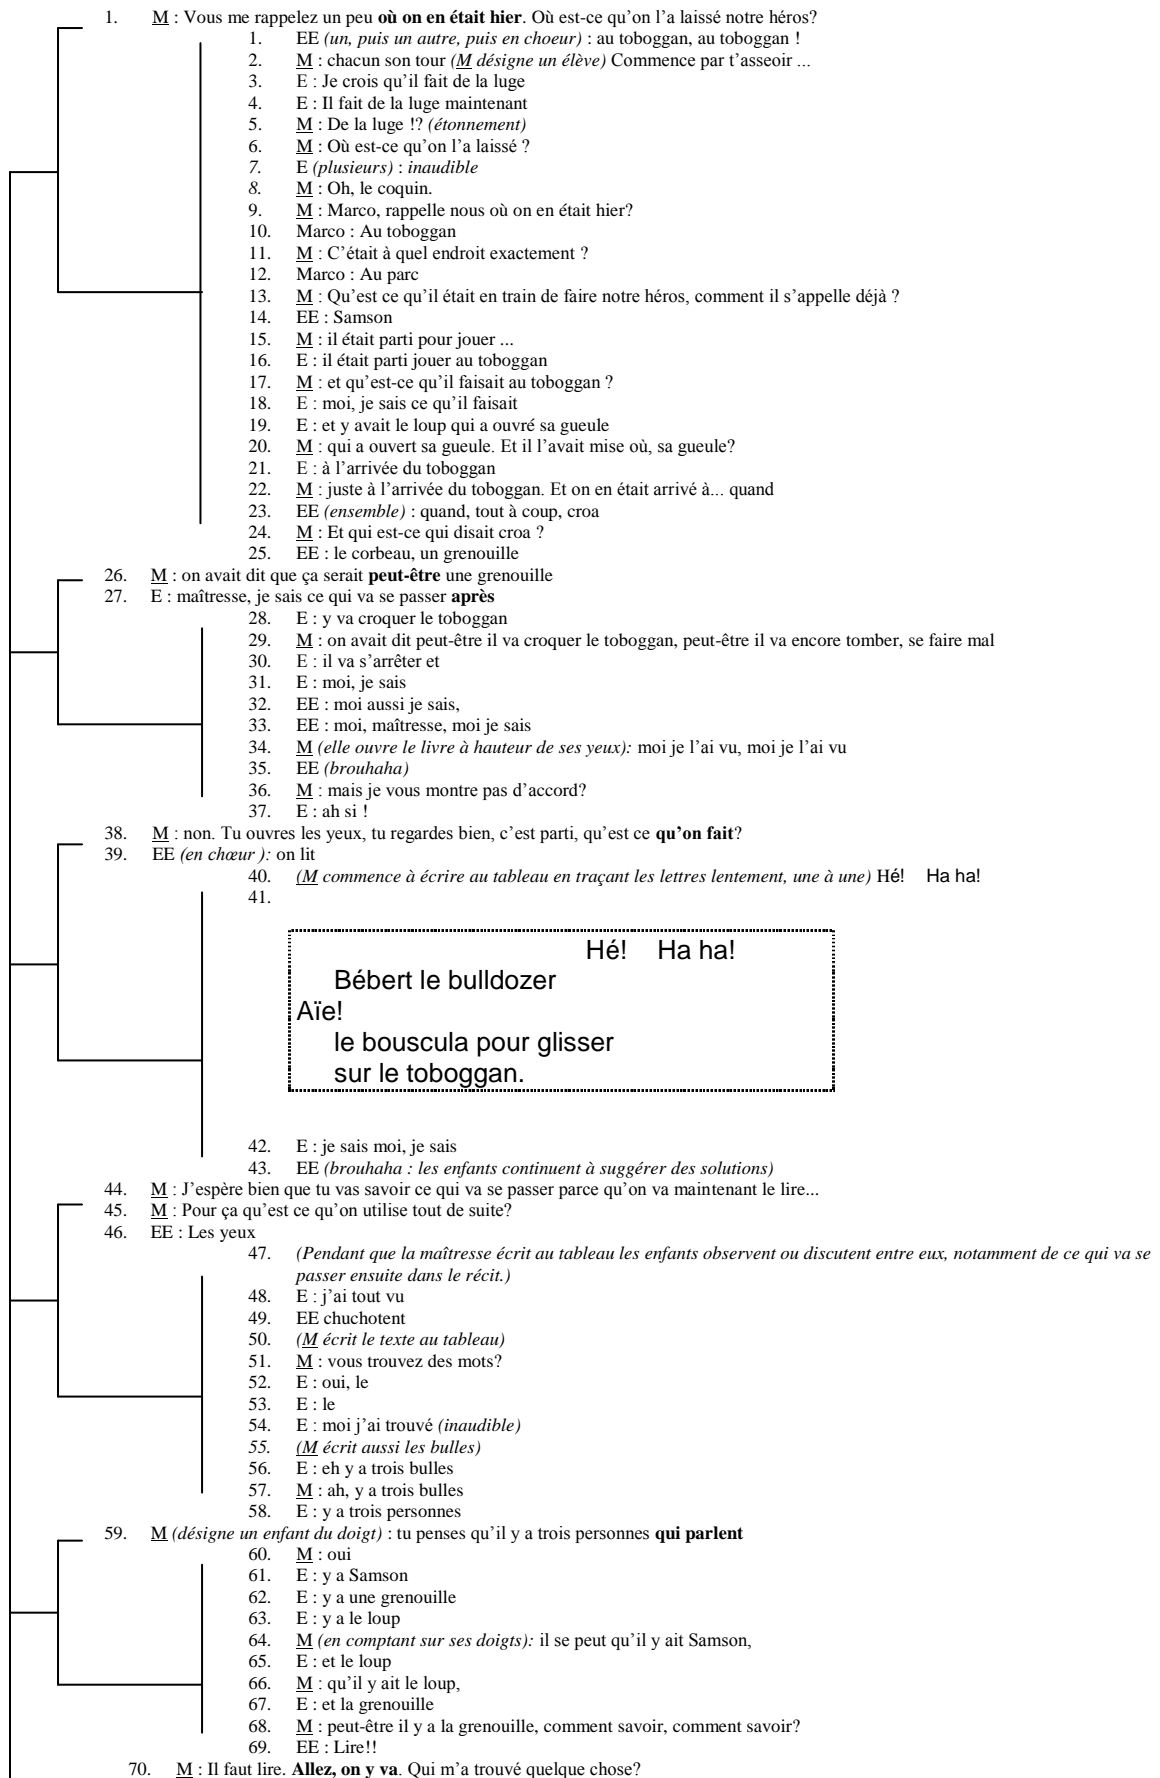 1. M : Vous me rappelez un peu où on en était hier. Où est-ce qu’on l’a laissé notre héros?
1. EE (un, puis un autre, puis en choeur) : au toboggan, au toboggan !
2. M : chacun son tour (M désigne un élève) Commence par t’asseoir ...
3. E : Je crois qu’il fait de la luge
4. E : Il fait de la luge maintenant
5. M : De la luge !? (étonnement)
6. M : Où est-ce qu’on l’a laissé ?
7. E (plusieurs) : inaudible
8. M : Oh, le coquin.
9. M : Marco, rappelle nous où on en était hier?
10. Marco : Au toboggan
11. M : C’était à quel endroit exactement ?
12. Marco : Au parc
13. M : Qu’est ce qu’il était en train de faire notre héros, comment il s’appelle déjà ?
14. EE : Samson
15. M : il était parti pour jouer ...
16. E : il était parti jouer au toboggan
17. M : et qu’est-ce qu’il faisait au toboggan ?
18. E : moi, je sais ce qu’il faisait
19. E : et y avait le loup qui a ouvré sa gueule
20. M : qui a ouvert sa gueule. Et il l’avait mise où, sa gueule?
21. E : à l’arrivée du toboggan
22. M : juste à l’arrivée du toboggan. Et on en était arrivé à... quand
23. EE (ensemble) : quand, tout à coup, croa
24. M : Et qui est-ce qui disait croa ?
25. EE : le corbeau, un grenouille
26. M : on avait dit que ça serait peut-être une grenouille
27. E : maîtresse, je sais ce qui va se passer après
28. E : y va croquer le toboggan
29. M : on avait dit peut-être il va croquer le toboggan, peut-être il va encore tomber, se faire mal
30. E : il va s’arrêter et
31. E : moi, je sais
32. EE : moi aussi je sais,
33. EE : moi, maîtresse, moi je sais
34. M (elle ouvre le livre à hauteur de ses yeux): moi je l’ai vu, moi je l’ai vu
35. EE (brouhaha)
36. M : mais je vous montre pas d’accord?
37. E : ah si !
38. M : non. Tu ouvres les yeux, tu regardes bien, c’est parti, qu’est ce qu’on fait?
39. EE (en chœur ): on lit
40. (M commence à écrire au tableau en traçant les lettres lentement, une à une) Hé! Ha ha!
41.
Hé! Ha ha!
Bébert le bulldozer
Aïe!
le bouscula pour glisser
sur le toboggan.
42. E : je sais moi, je sais
43. EE (brouhaha : les enfants continuent à suggérer des solutions)
44. M : J’espère bien que tu vas savoir ce qui va se passer parce qu’on va maintenant le lire...
45. M : Pour ça qu’est ce qu’on utilise tout de suite?
46. EE : Les yeux
47. (Pendant que la maîtresse écrit au tableau les enfants observent ou discutent entre eux, notamment de ce qui va se
passer ensuite dans le récit.)
48. E : j’ai tout vu
49. EE chuchotent
50. (M écrit le texte au tableau)
51. M : vous trouvez des mots?
52. E : oui, le
53. E : le
54. E : moi j’ai trouvé (inaudible)
55. (M écrit aussi les bulles)
56. E : eh y a trois bulles
57. M : ah, y a trois bulles
58. E : y a trois personnes
59. M (désigne un enfant du doigt) : tu penses qu’il y a trois personnes qui parlent
60. M : oui
61. E : y a Samson
62. E : y a une grenouille
63. E : y a le loup
64. M (en comptant sur ses doigts): il se peut qu’il y ait Samson,
65. E : et le loup
66. M : qu’il y ait le loup,
67. E : et la grenouille
68. M : peut-être il y a la grenouille, comment savoir, comment savoir?
69. EE : Lire!!
70. M : Il faut lire. Allez, on y va. Qui m’a trouvé quelque chose?